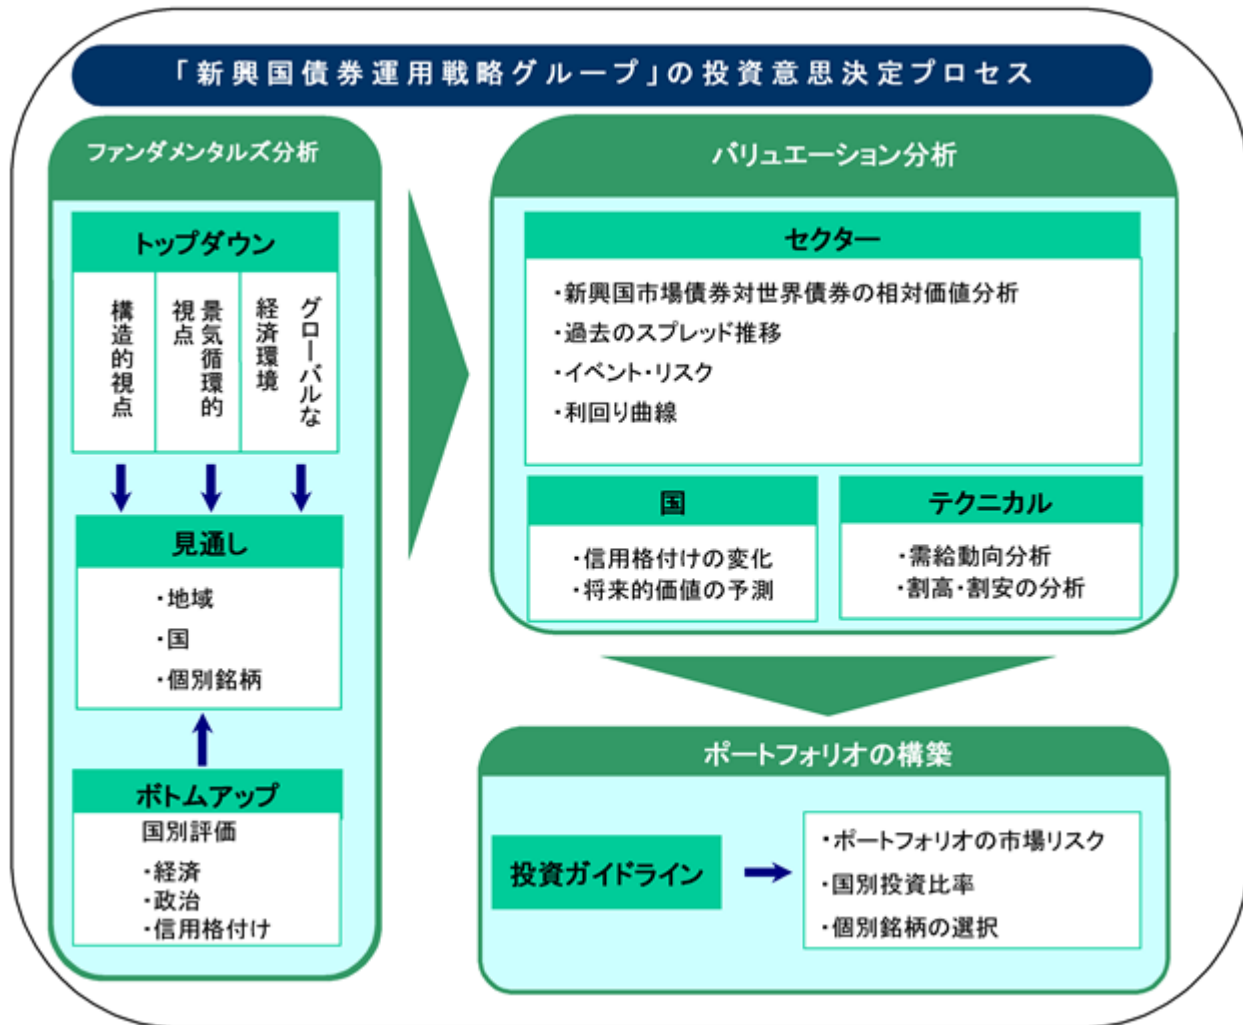 「新興国債券運用戦略グループ」の投資意思決定プロセス
ファンダメンタルズ分析
トップダウン
構造的視点
景気循環的
視点
グローバルな
経済環境
見通し
・地域
・国
・個別銘柄
ボトムアップ
国別評価
・経済
・政治
・信用格付け
バリュエーション分析
セクター
・新興国市場債券対世界債券の相対価値分析
・過去のスプレッド推移
・イベント・リスク
・利回り曲線
国
・信用格付けの変化
・将来的価値の予測
テクニカル
・需給動向分析
・割高・割安の分析
ポートフォリオの構築
投資ガイドライン
・ポートフォリオの市場リスク
・国別投資比率
・個別銘柄の選択